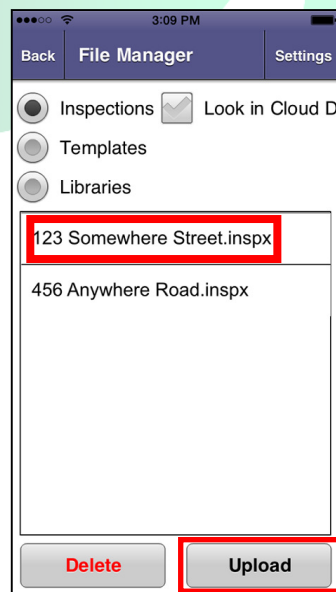 3:09 PM
Back File Manager Settings
Inspections Look in Cloud D
Templates
Libraries
123 Somewhere Street.inspx
456 Anywhere Road.inspx
Delete Upload